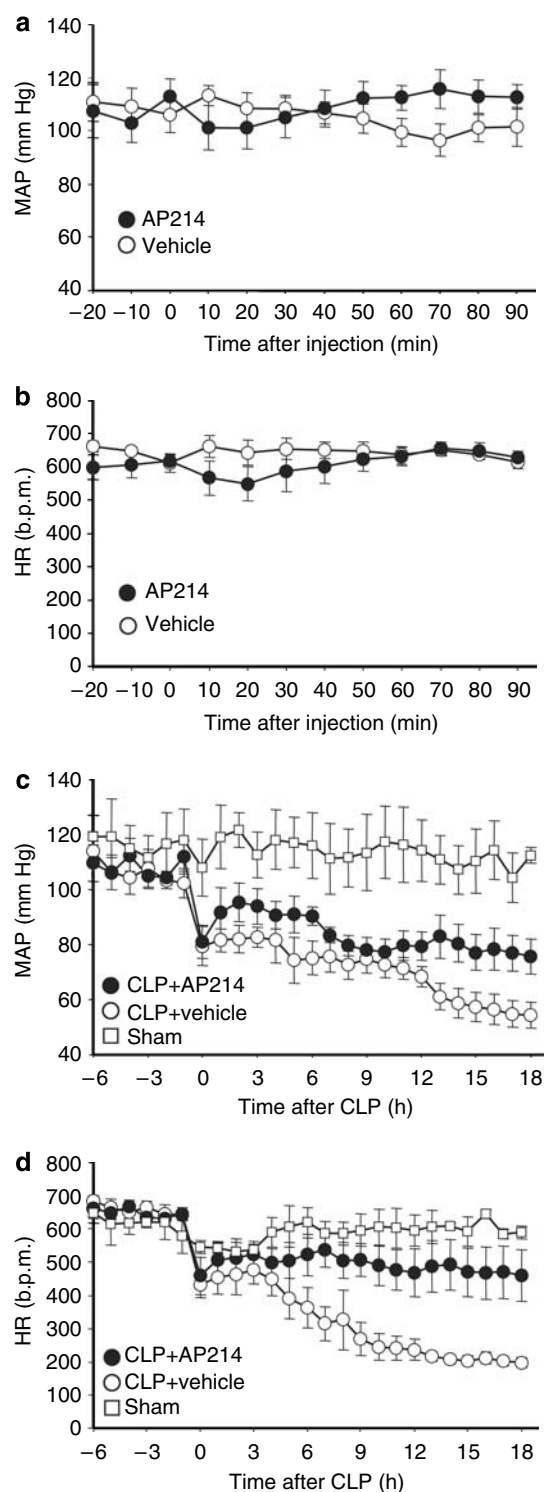 a
140
120
100
80
60
40
MAP (mm Hg)
AP214
Vehicle
−20 −10 0 10 20 30 40 50 60 70 80 90
Time after injection (min)
b
800
700
600
500
400
300
200
100
0
HR (b.p.m.)
AP214
Vehicle
−20 −10 0 10 20 30 40 50 60 70 80 90
Time after injection (min)
c
140
120
100
80
60
40
MAP (mm Hg)
CLP+AP214
CLP+vehicle
Sham
−6 −3 0 3 6 9 12 15 18
Time after CLP (h)
d
800
700
600
500
400
300
200
100
0
HR (b.p.m.)
CLP+AP214
CLP+vehicle
Sham
−6 −3 0 3 6 9 12 15 18
Time after CLP (h)